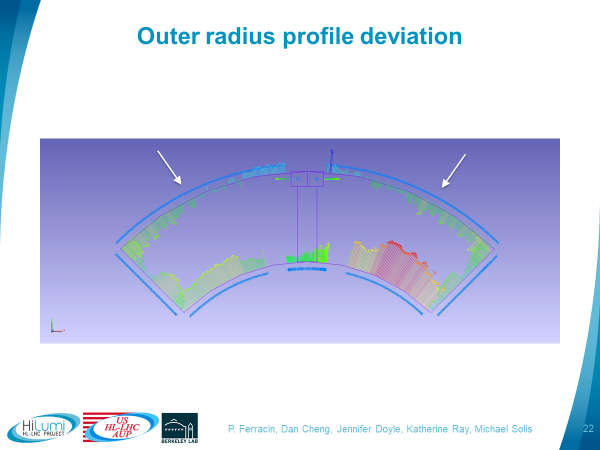 Outer radius profile deviation
HiLumi
HL-LHC PROJECT
US
HL-LHC
AUP
BERKELEY LAB
P. Ferracin, Dan Cheng, Jennifer Doyle, Katherine Ray, Michael Solis
22